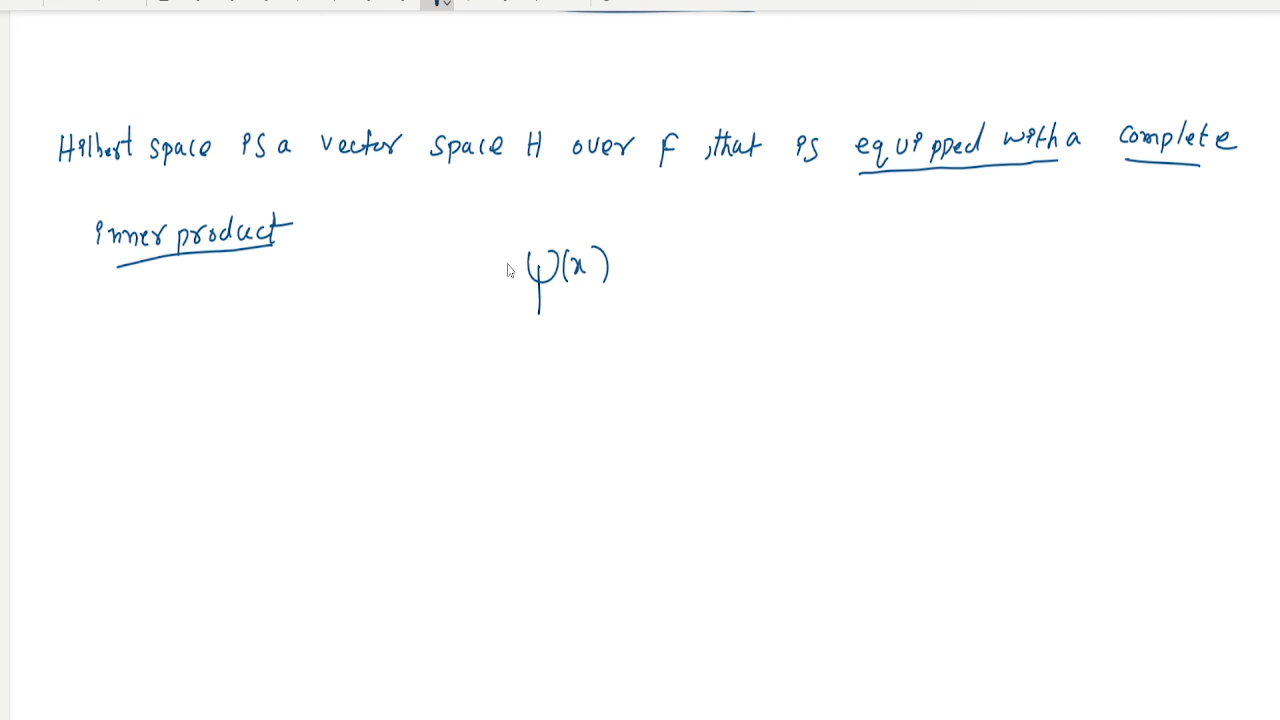 Hilbert space is a vector space H over F, that is equipped with a complete
inner product
ψ(x)